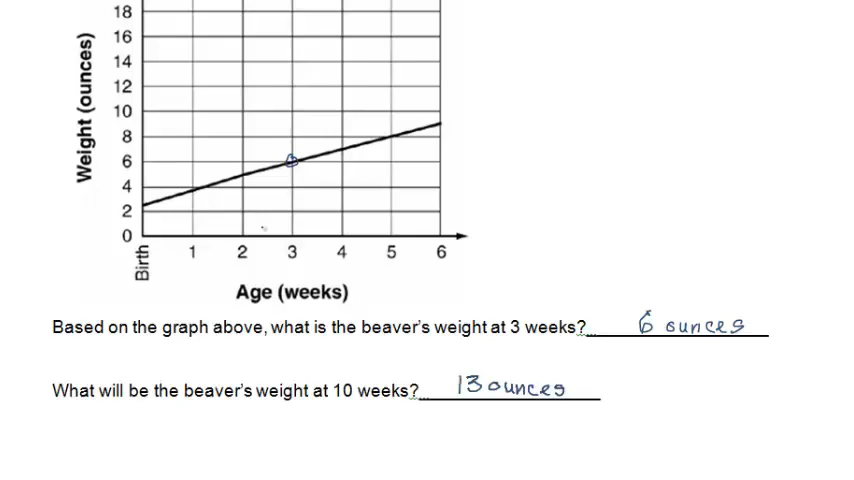 18
16
14
12
10
8
6
4
2
0
Weight (ounces)
Birth 1 2 3 4 5 6
Age (weeks)
Based on the graph above, what is the beaver's weight at 3 weeks? 6 ounces
What will be the beaver's weight at 10 weeks? 13 ounces